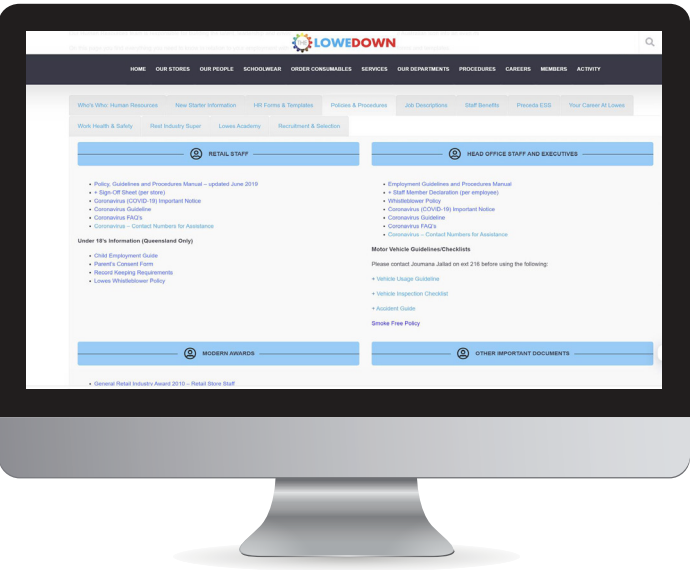 THE LOWEDOWN
HOME OUR STORES OUR PEOPLE SCHOOLWEAR ORDER CONSUMABLES SERVICES OUR DEPARTMENTS PROCEDURES CAREERS MEMBERS ACTIVITY
Who's Who: Human Resources New Starter Information HR Forms & Templates Policies & Procedures Job Descriptions Staff Benefits Preceda ESS Your Career At Lowes
Work Health & Safety Rest Industry Super Lowes Academy Recruitment & Selection
RETAIL STAFF
• Policy, Guidelines and Procedures Manual – updated June 2019
• + Sign Off Sheet (per store)
• Coronavirus (COVID-19) Important Notice
• Coronavirus Guideline
• Coronavirus FAQ's
• Coronavirus – Contact Numbers for Assistance
Under 18's Information (Queensland Only)
• Child Employment Guide
• Parent's Consent Form
• Record Keeping Requirements
• Lowes Whistleblower Policy
HEAD OFFICE STAFF AND EXECUTIVES
• Employment Guidelines and Procedures Manual
• + Staff Member Declaration (per employee)
• Whistleblower Policy
• Coronavirus (COVID-19) Important Notice
• Coronavirus Guideline
• Coronavirus FAQ's
• Coronavirus – Contact Numbers for Assistance
Motor Vehicle Guidelines/Checklists
Please contact Joumana Jallad on ext.216 before using the following:
+ Vehicle Usage Guideline
+ Vehicle Inspection Checklist
+ Accident Guide
Smoke Free Policy
MODERN AWARDS
• General Retail Industry Award 2010 – Retail Store Staff
OTHER IMPORTANT DOCUMENTS